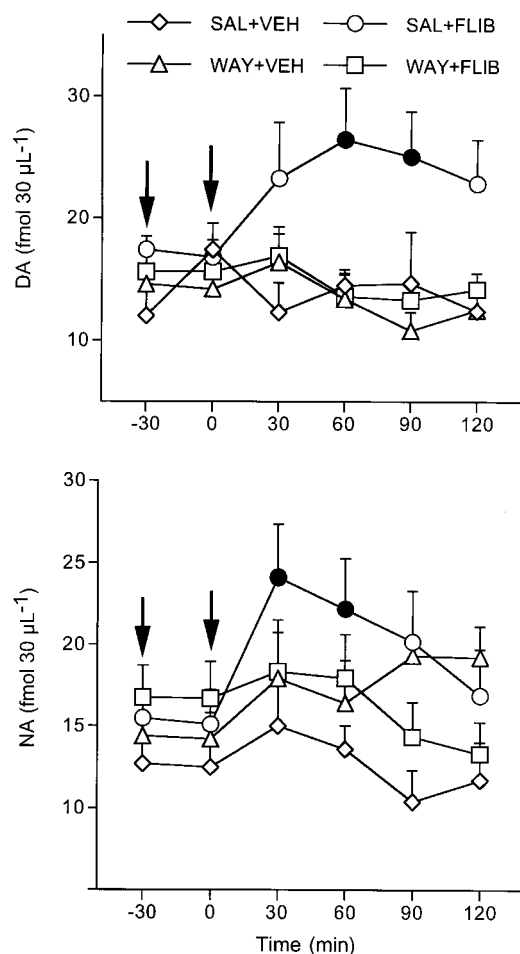 SAL+VEH SAL+FLIB
WAY+VEH WAY+FLIB
30
20
10
DA (fmol 30 µL-1)
-30 0 30 60 90 120
30
25
20
15
10
NA (fmol 30 µL-1)
-30 0 30 60 90 120
Time (min)